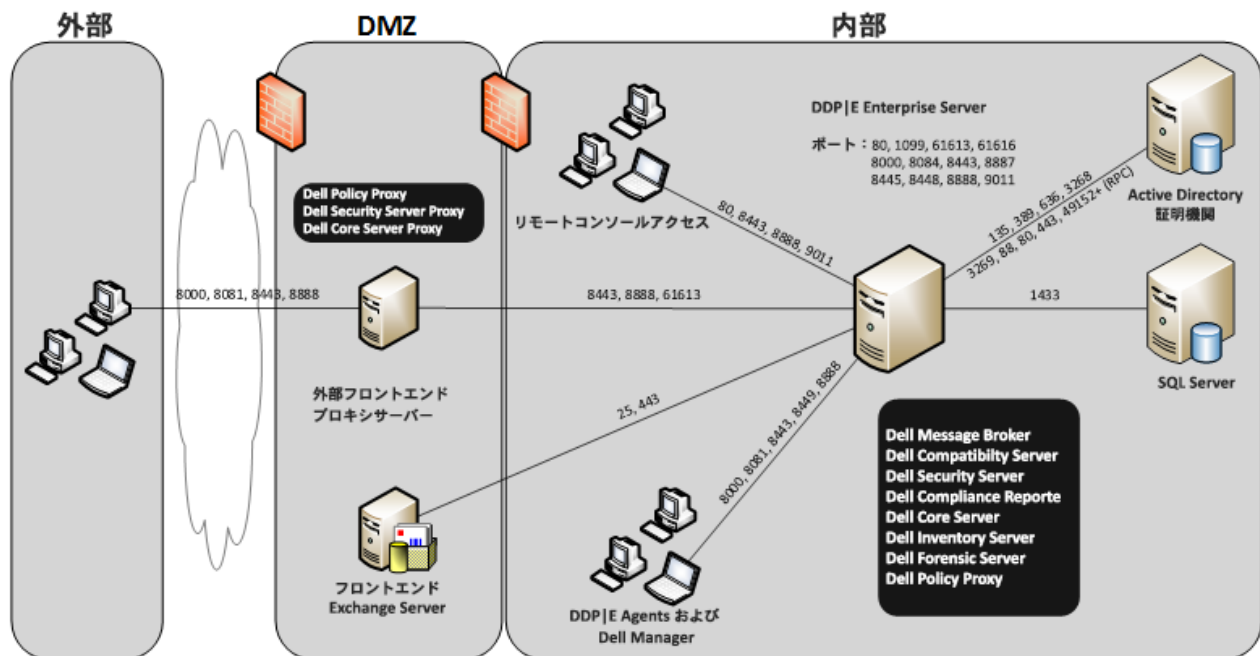 外部
DMZ
内部
DDP|E Enterprise Server
ポート：80, 1099, 61613, 61616
8000, 8084, 8443, 8887
8445, 8448, 8888, 9011
Dell Policy Proxy
Dell Security Server Proxy
Dell Core Server Proxy
リモートコンソールアクセス
80, 8443, 8888, 9011
135, 389, 636, 3268
3269, 88, 80, 443, 49152+ (RPC)
Active Directory
証明機関
8000, 8081, 8443, 8888
8443, 8888, 61613
1433
外部フロントエンド
プロキシサーバー
SQL Server
25, 443
8000, 8081, 8443, 8449, 8888
Dell Message Broker
Dell Compatibilty Server
Dell Security Server
Dell Compliance Reporte
Dell Core Server
Dell Inventory Server
Dell Forensic Server
Dell Policy Proxy
フロントエンド
Exchange Server
DDP|E Agents および
Dell Manager